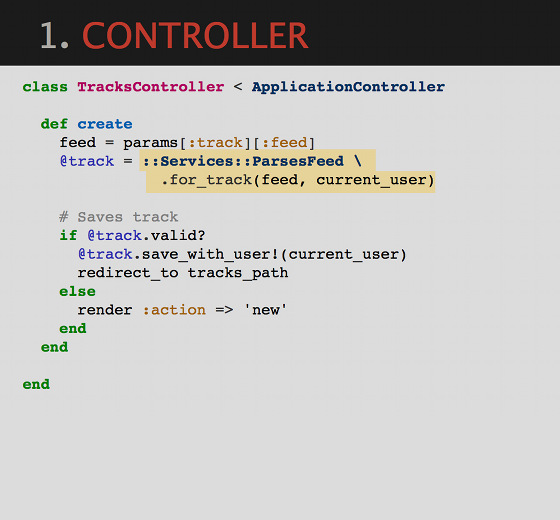 1. CONTROLLER
class TracksController < ApplicationController
  def create
    feed = params[:track][:feed]
    @track = ::Services::ParsesFeed \
               .for_track(feed, current_user)
    # Saves track
    if @track.valid?
      @track.save_with_user!(current_user)
      redirect_to tracks_path
    else
      render :action => 'new'
    end
  end
end